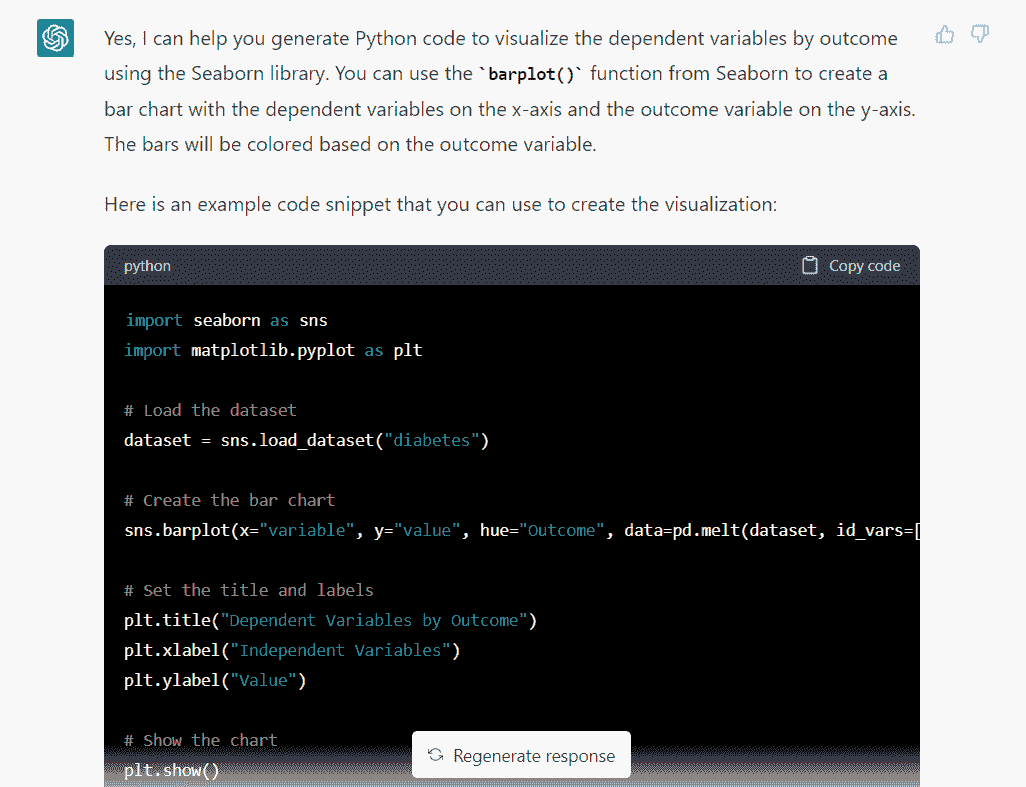 Yes, I can help you generate Python code to visualize the dependent variables by outcome
using the Seaborn library. You can use the `barplot()` function from Seaborn to create a
bar chart with the dependent variables on the x-axis and the outcome variable on the y-axis.
The bars will be colored based on the outcome variable.
Here is an example code snippet that you can use to create the visualization:
python
Copy code
import seaborn as sns
import matplotlib.pyplot as plt
# Load the dataset
dataset = sns.load_dataset("diabetes")
# Create the bar chart
sns.barplot(x="variable", y="value", hue="Outcome", data=pd.melt(dataset, id_vars=[
# Set the title and labels
plt.title("Dependent Variables by Outcome")
plt.xlabel("Independent Variables")
plt.ylabel("Value")
# Show the chart
Regenerate response
plt.show()